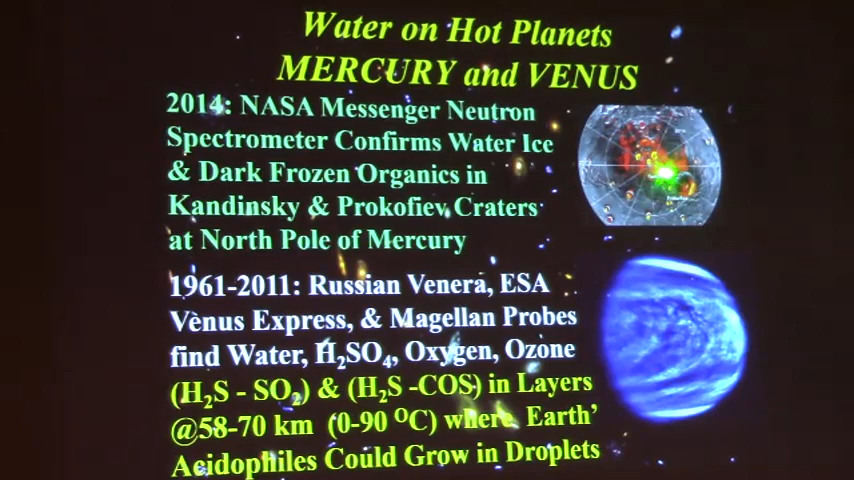 Water on Hot Planets
MERCURY and VENUS
2014: NASA Messenger Neutron
Spectrometer Confirms Water Ice
& Dark Frozen Organics in
Kandinsky & Prokofiev Craters
at North Pole of Mercury
1961-2011: Russian Venera, ESA
Venus Express, & Magellan Probes
find Water, H₂SO₄, Oxygen, Ozone
(H₂S - SO₂) & (H₂S -COS) in Layers
@58-70 km (0-90 ᴼC) where Earth'
Acidophiles Could Grow in Droplets